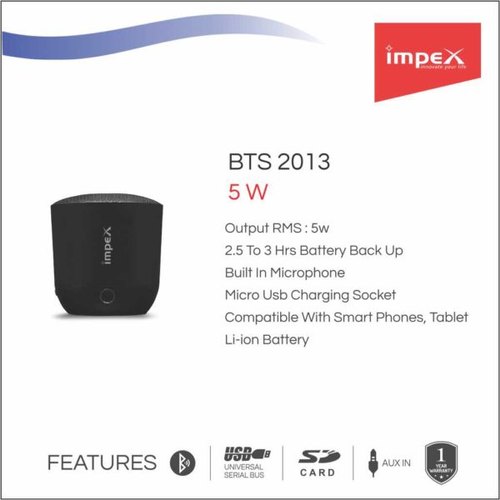 impex
innovate your life
BTS 2013
5 W
impex
Output RMS : 5w
2.5 To 3 Hrs Battery Back Up
Built In Microphone
Micro Usb Charging Socket
Compatible With Smart Phones, Tablet
Li-ion Battery
FEATURES
USB
UNIVERSAL
SERIAL BUS
SD
CARD
AUX IN
1
YEAR
WARRANTY